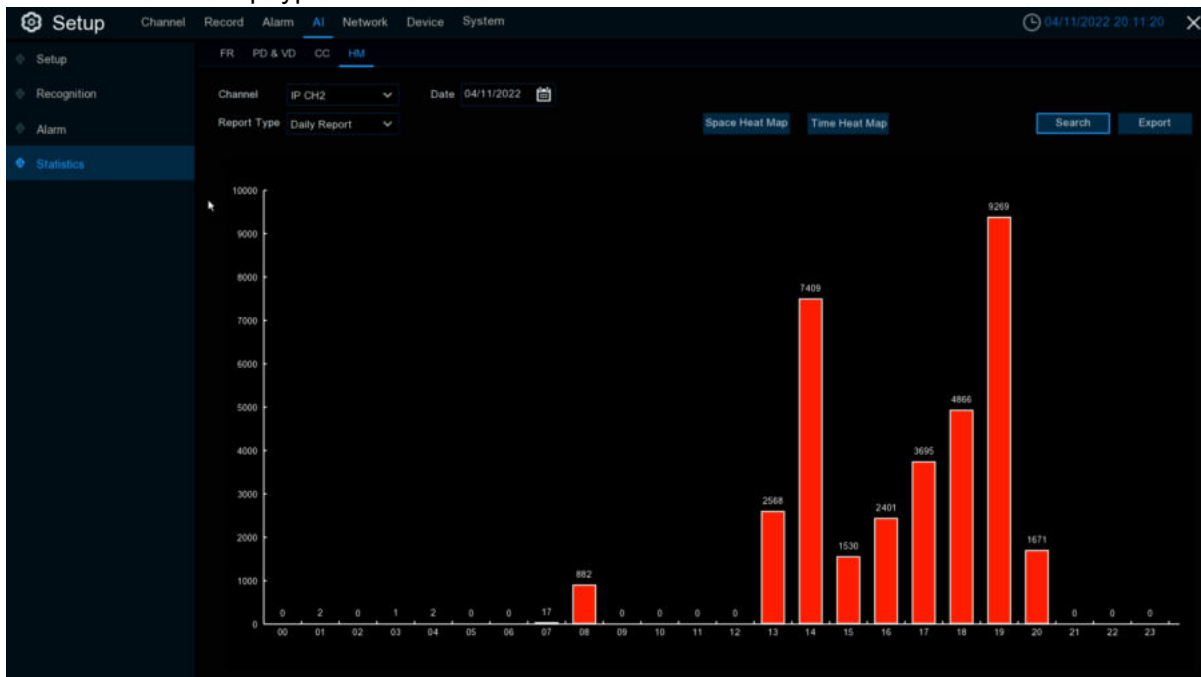 Setup Channel Record Alarm AI Network Device System 04/11/2022 20:11:20 X
Setup
Recognition
Alarm
Statistics
FR PD & VD CC HM
Channel IP CH2 Date 04/11/2022
Report Type Daily Report Space Heat Map Time Heat Map Search Export
10000
9000
8000
7000
6000
5000
4000
3000
2000
1000
0
0 2 0 1 2 0 0 17 882 0 0 0 0 2568 7409 1530 2401 3695 4866 9269 1671 0 0 0
00 01 02 03 04 05 06 07 08 09 10 11 12 13 14 15 16 17 18 19 20 21 22 23